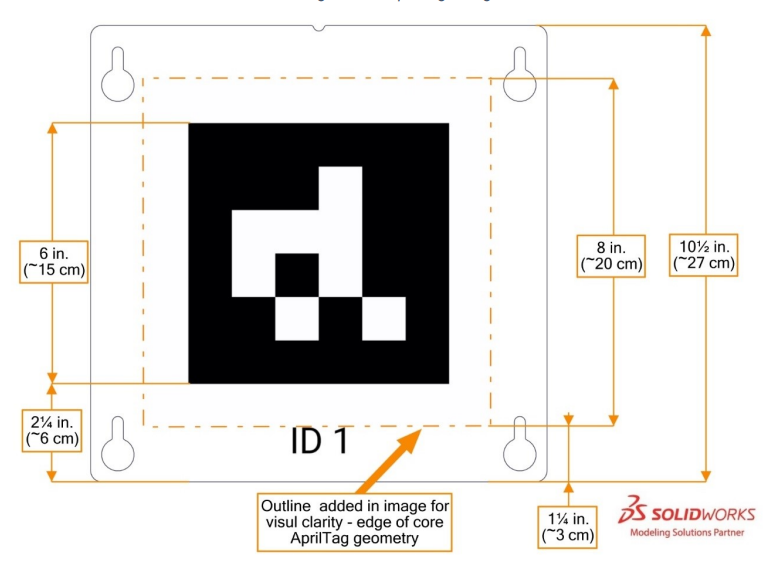 6 in.
(~15 cm)
8 in.
(~20 cm)
10½ in.
(~27 cm)
2¼ in.
(~6 cm)
ID 1
Outline added in image for
visul clarity - edge of core
AprilTag geometry
1¼ in.
(~3 cm)
SOLIDWORKS
Modeling Solutions Partner